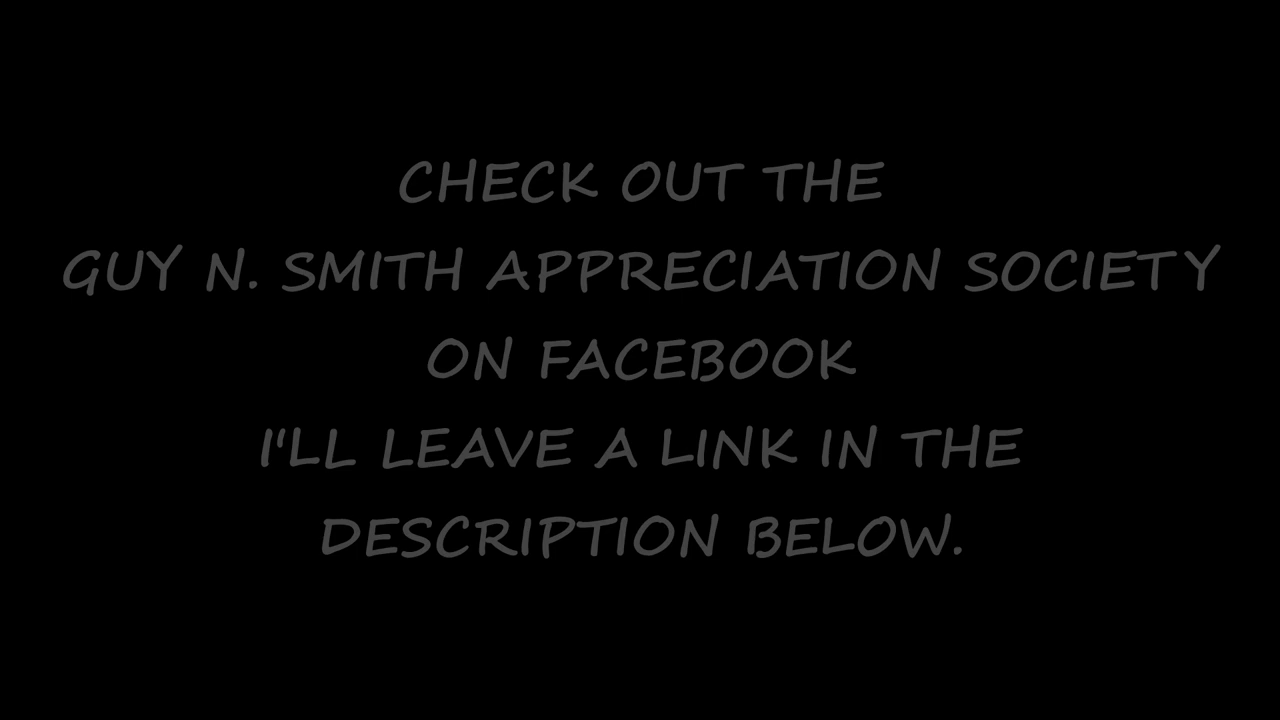 CHECK OUT THE
GUY N. SMITH APPRECIATION SOCIETY
ON FACEBOOK
I'LL LEAVE A LINK IN THE
DESCRIPTION BELOW.